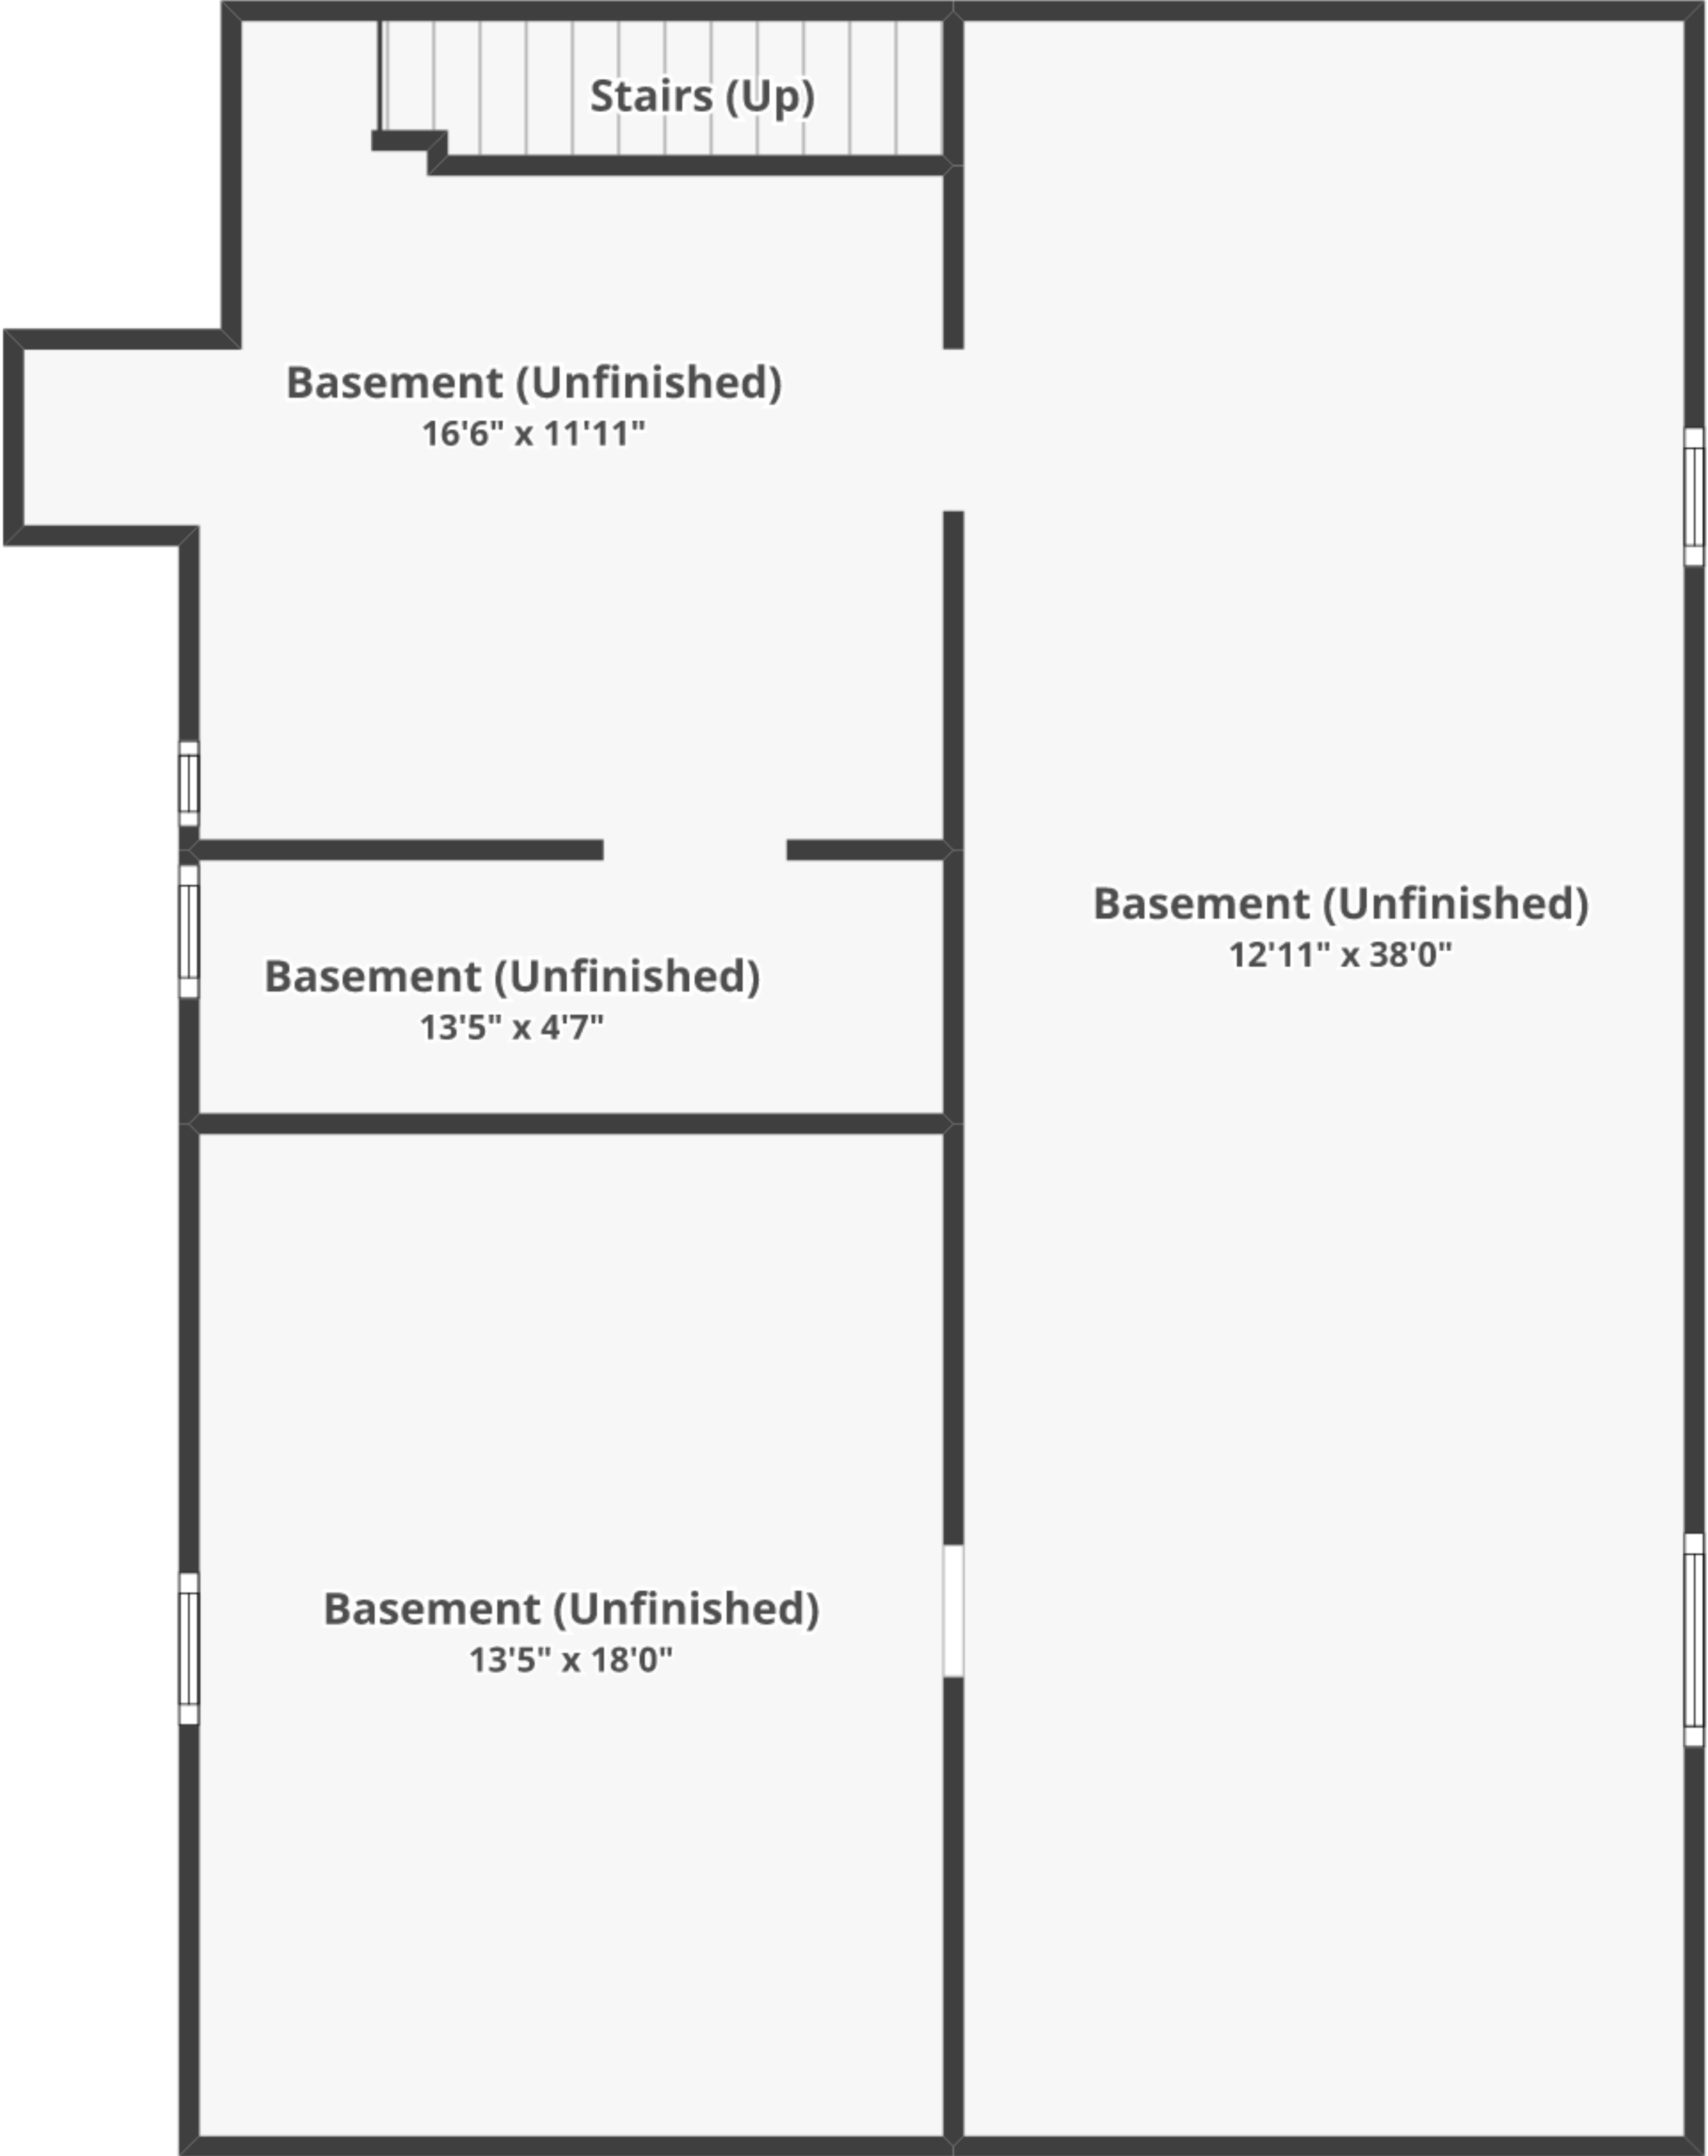 Stairs (Up)
Basement (Unfinished)
16'6" x 11'11"
Basement (Unfinished)
12'11" x 38'0"
Basement (Unfinished)
13'5" x 4'7"
Basement (Unfinished)
13'5" x 18'0"